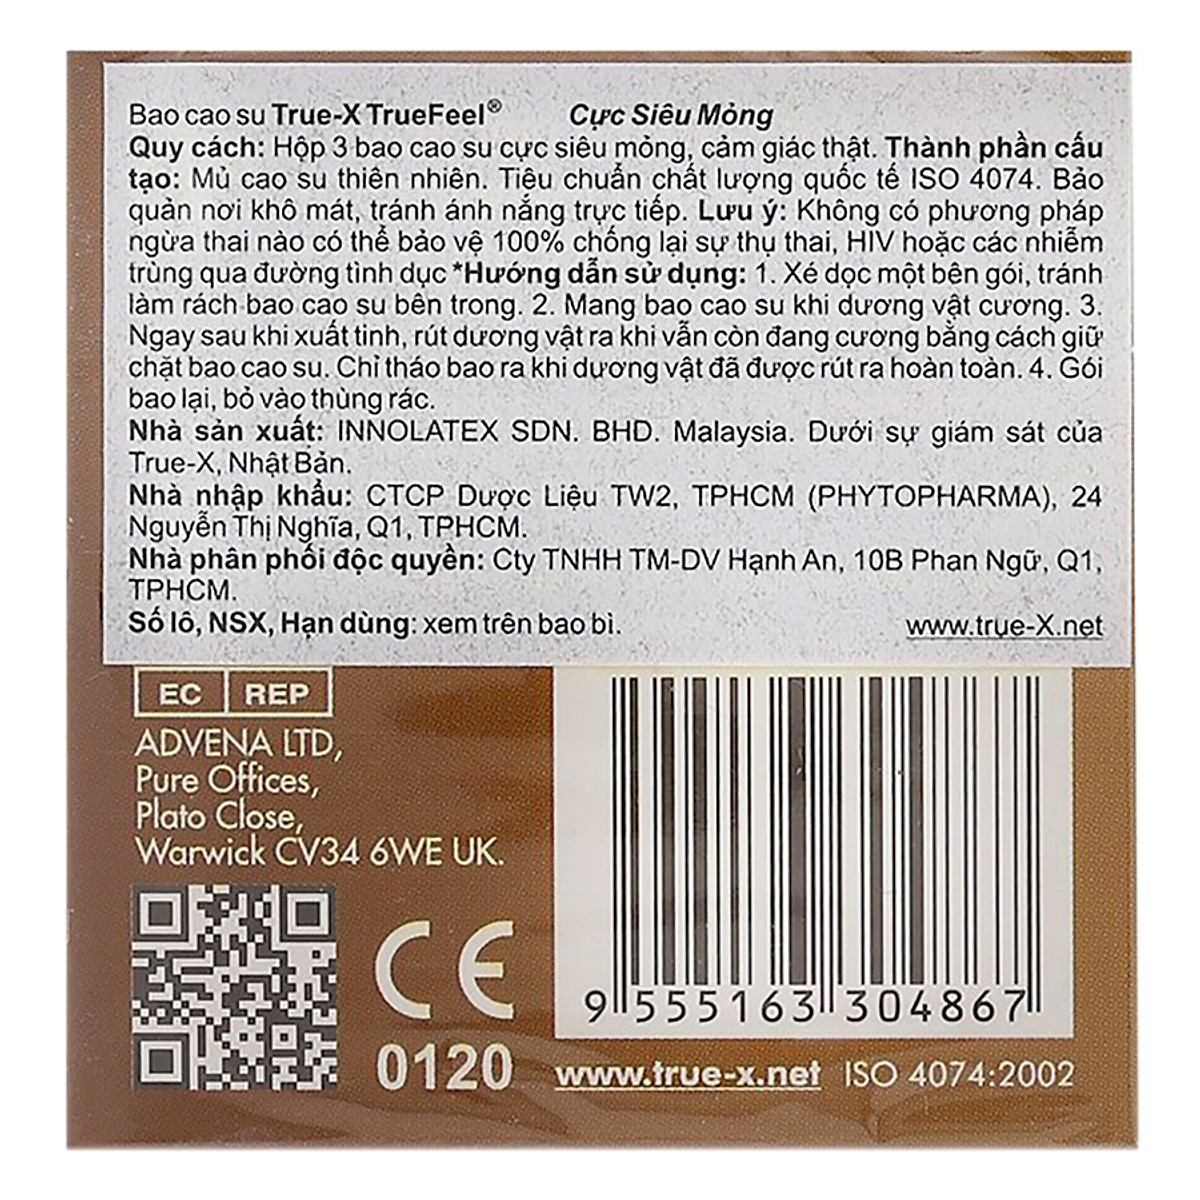 Bao cao su True-X TrueFeel® Cực Siêu Mỏng
Quy cách: Hộp 3 bao cao su cực siêu mỏng, cảm giác thật. Thành phần cấu
tạo: Mủ cao su thiên nhiên. Tiêu chuẩn chất lượng quốc tế ISO 4074. Bảo
quản nơi khô mát, tránh ánh nắng trực tiếp. Lưu ý: Không có phương pháp
ngừa thai nào có thể bảo vệ 100% chống lại sự thụ thai, HIV hoặc các nhiễm
trùng qua đường tình dục *Hướng dẫn sử dụng: 1. Xé dọc một bên gói, tránh
làm rách bao cao su bên trong. 2. Mang bao cao su khi dương vật cương. 3.
Ngay sau khi xuất tinh, rút dương vật ra khi vẫn còn đang cương bằng cách giữ
chặt bao cao su. Chỉ tháo bao ra khi dương vật đã được rút ra hoàn toàn. 4. Gói
bao lại, bỏ vào thùng rác.
Nhà sản xuất: INNOLATEX SDN. BHD. Malaysia. Dưới sự giám sát của
True-X, Nhật Bản.
Nhà nhập khẩu: CTCP Dược Liệu TW2, TPHCM (PHYTOPHARMA), 24
Nguyễn Thị Nghĩa, Q1, TPHCM.
Nhà phân phối độc quyền: Cty TNHH TM-DV Hạnh An, 10B Phan Ngữ, Q1,
TPHCM.
Số lô, NSX, Hạn dùng: xem trên bao bì. www.true-X.net
EC REP
ADVENA LTD,
Pure Offices,
Plato Close,
Warwick CV34 6WE UK.
CE
0120
9 555163 304867
www.true-x.net ISO 4074:2002